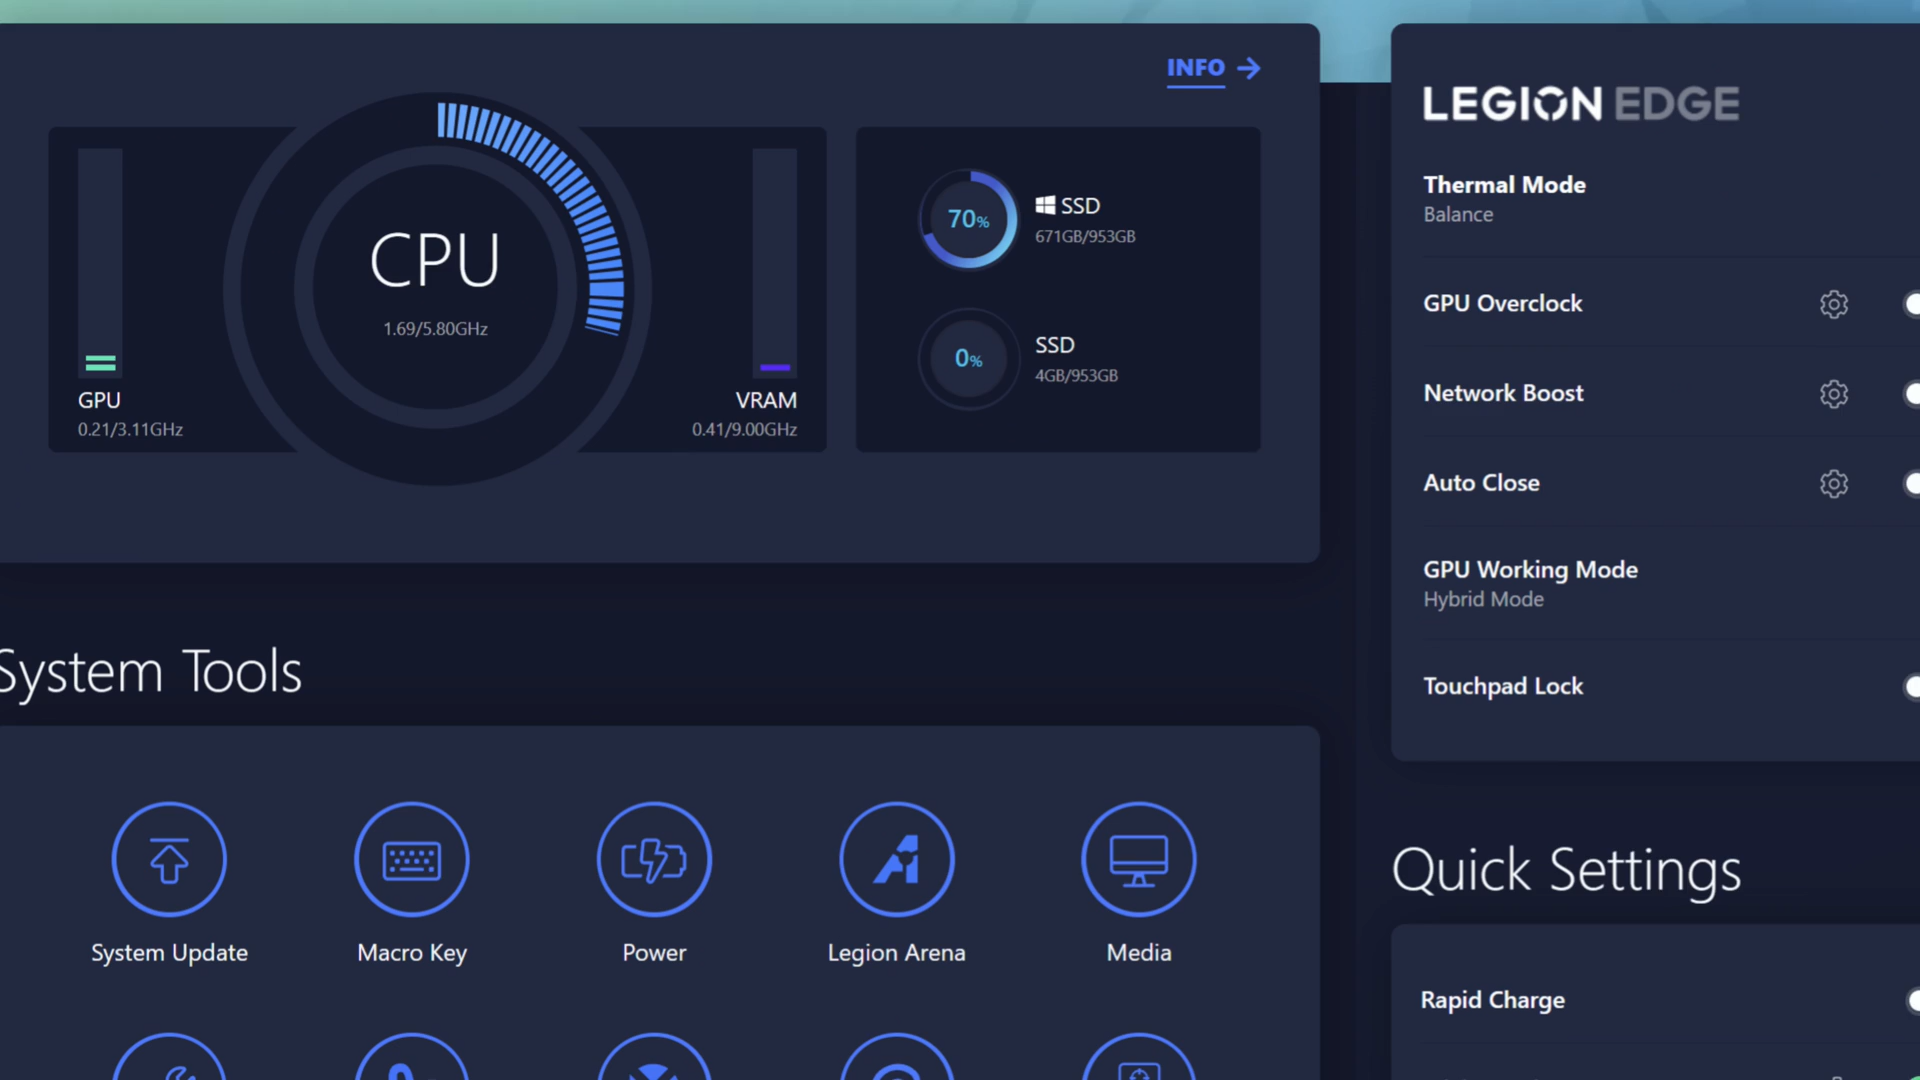 INFO
CPU
1.69/5.80GHz
GPU
0.21/3.11GHz
VRAM
0.41/9.00GHz
70%
SSD
671GB/953GB
0%
SSD
4GB/953GB
LEGION EDGE
Thermal Mode
Balance
GPU Overclock
Network Boost
Auto Close
GPU Working Mode
Hybrid Mode
Touchpad Lock
System Tools
System Update
Macro Key
Power
Legion Arena
Media
Quick Settings
Rapid Charge